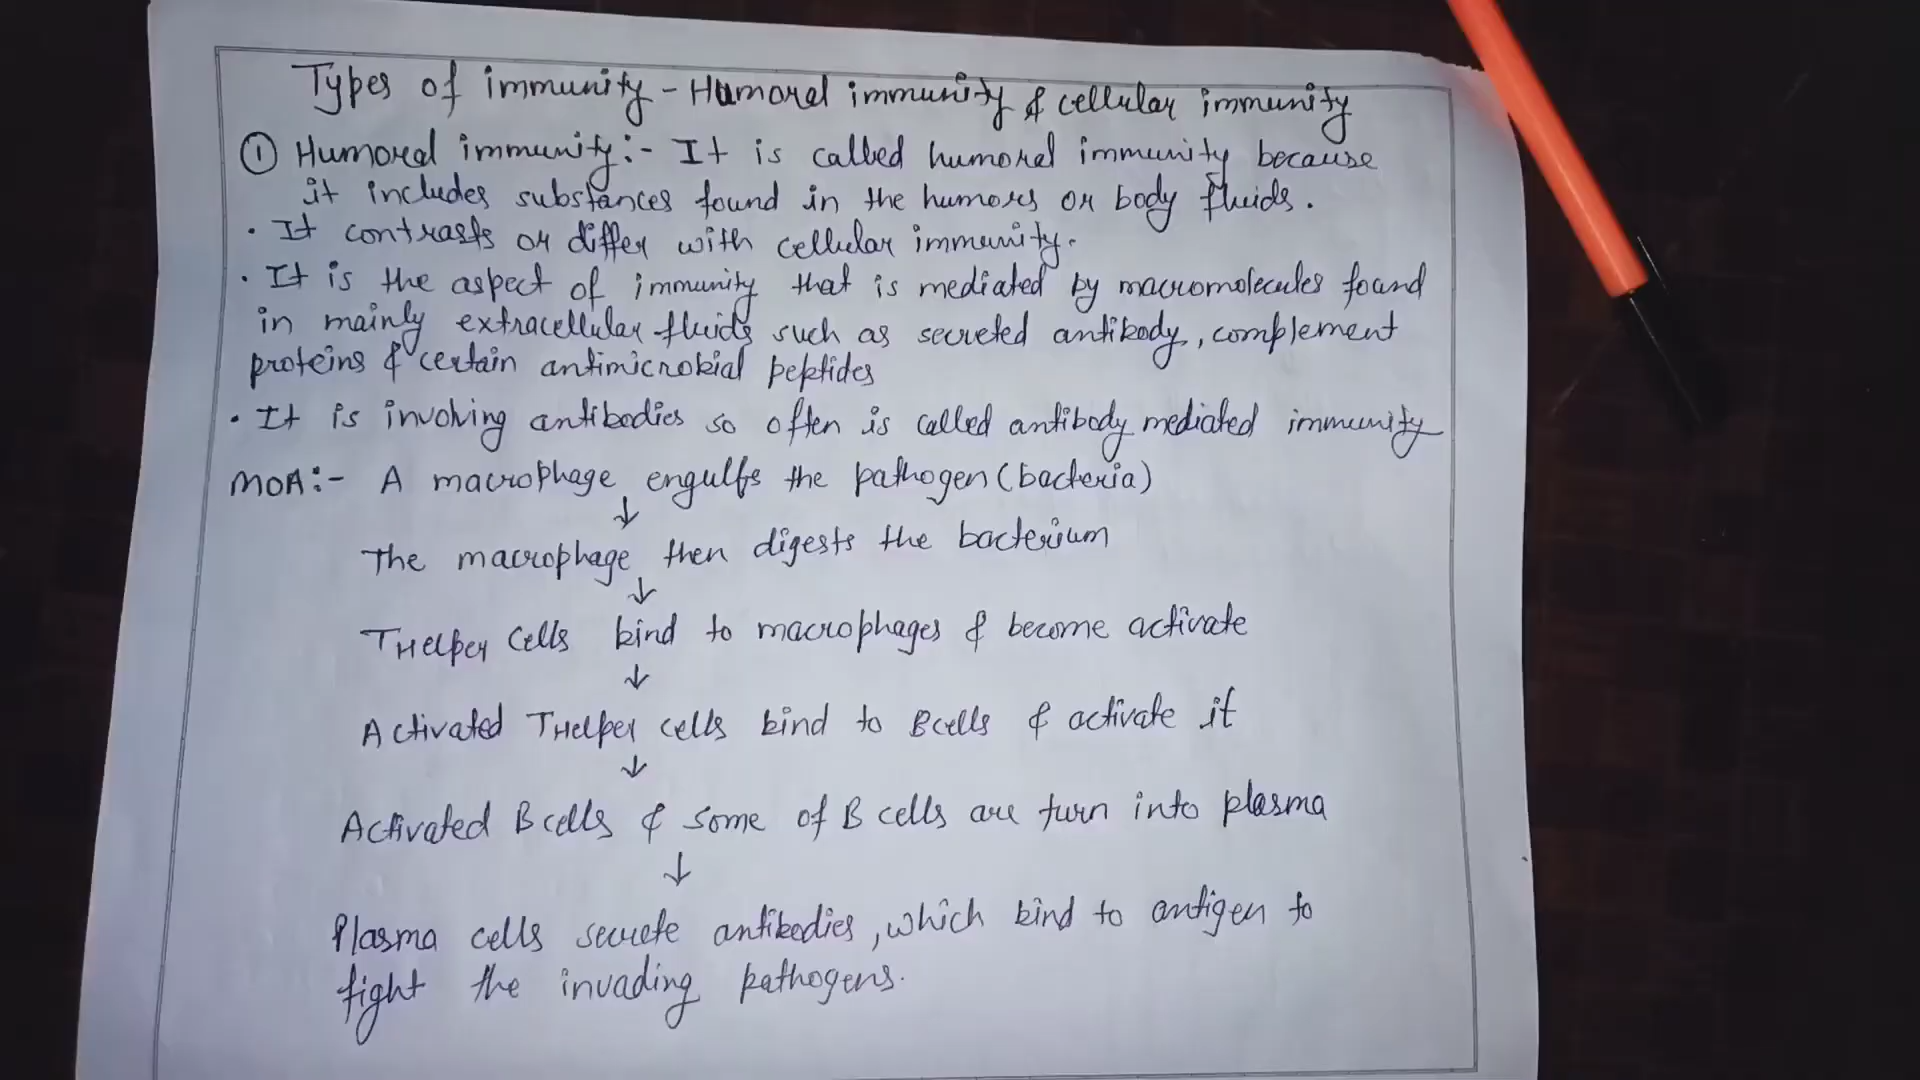 Types of immunity - Humoral immunity & cellular immunity
① Humoral immunity:- It is called humoral immunity because
it includes substances found in the humors or body fluids.
· It contrasts or differ with cellular immunity.
· It is the aspect of immunity that is mediated by macromolecules found
in mainly extracellular fluids such as secreted antibody, complement
proteins & certain antimicrobial peptides
· It is involving antibodies so often is called antibody mediated immunity
MOA:- A macrophage engulfs the pathogen (bacteria)
↓
The macrophage then digests the bacterium
↓
T Helper cells bind to macrophages & become activate
↓
Activated T Helper cells bind to B cells & activate it
↓
Activated B cells & some of B cells are turn into plasma
↓
Plasma cells secrete antibodies, which bind to antigen to
fight the invading pathogens.